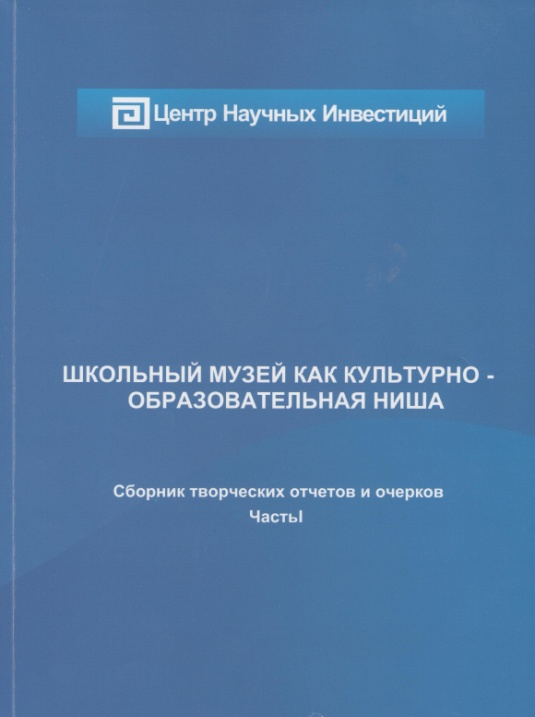 Центр Научных Инвестиций
ШКОЛЬНЫЙ МУЗЕЙ КАК КУЛЬТУРНО -
ОБРАЗОВАТЕЛЬНАЯ НИША
Сборник творческих отчетов и очерков
ЧастьI